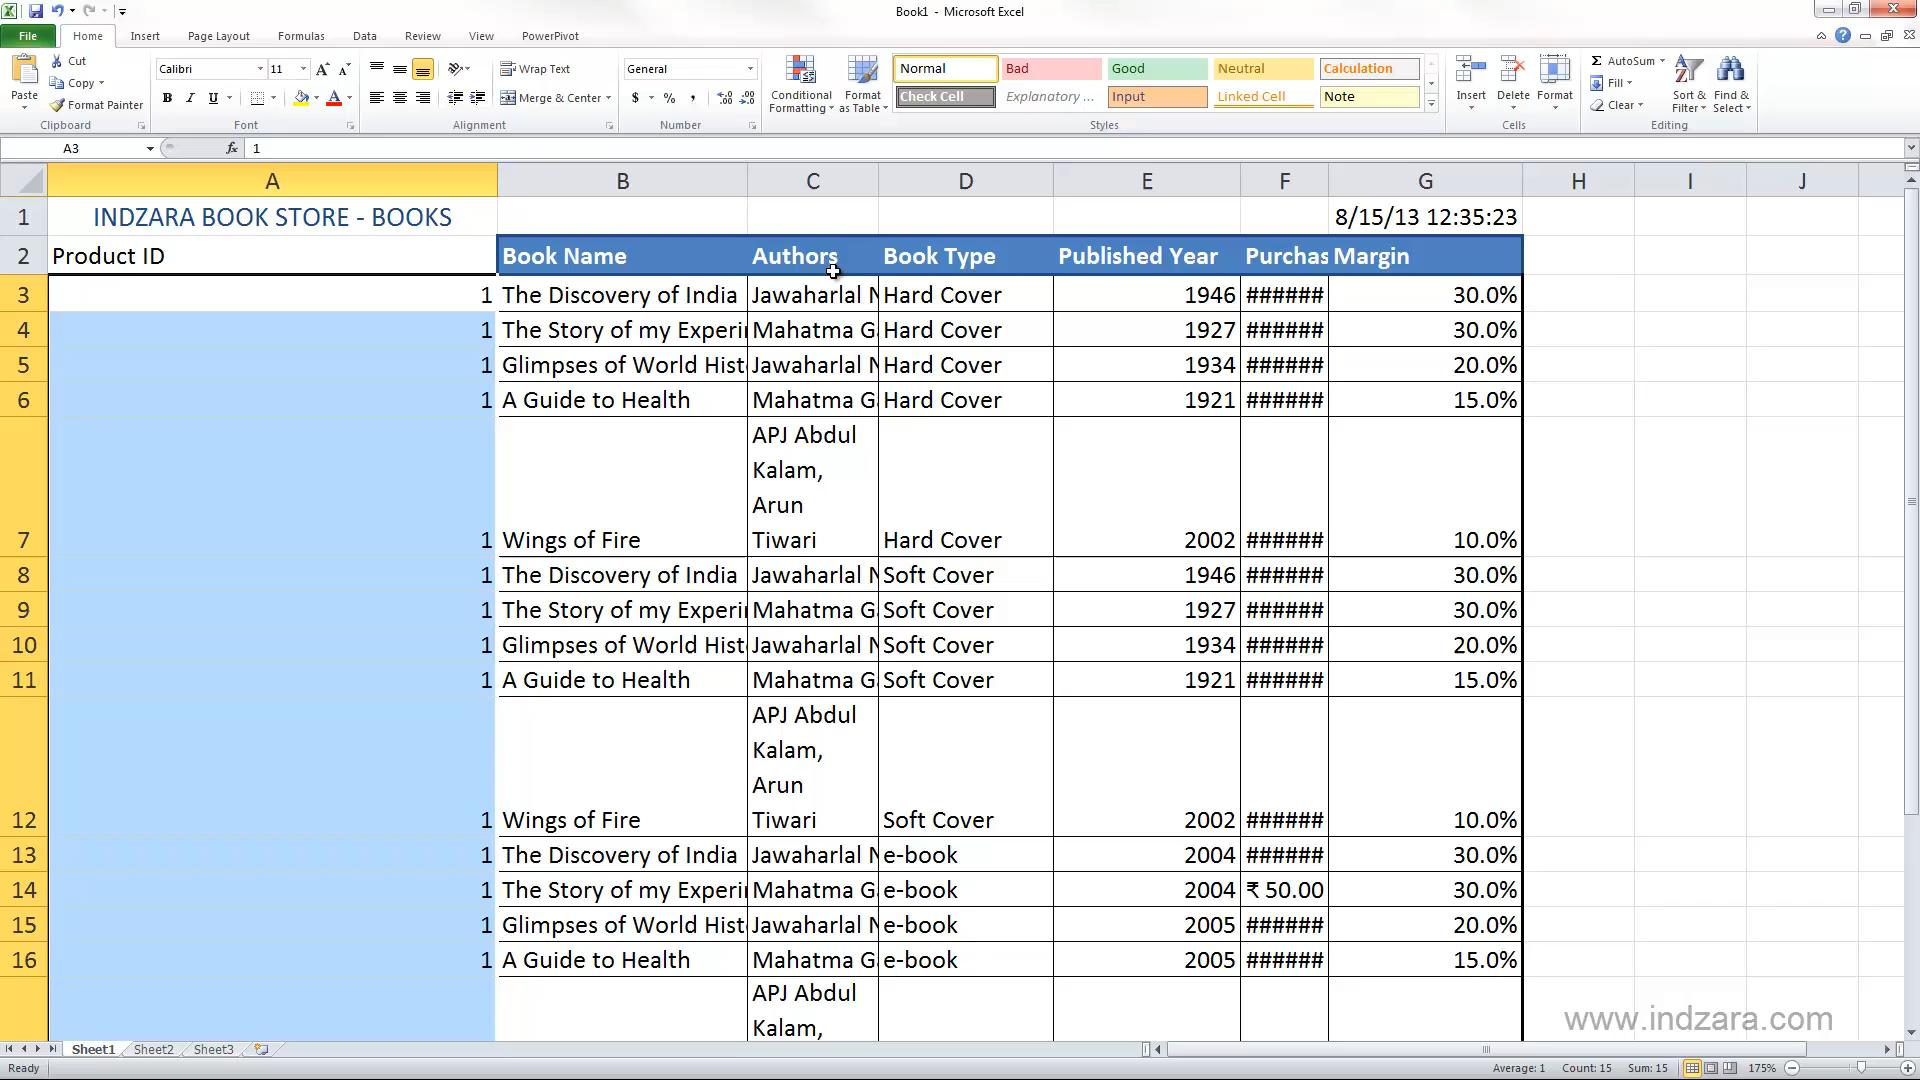 Book1 - Microsoft Excel
File Home Insert Page Layout Formulas Data Review View PowerPivot
Paste
Cut
Copy
Format Painter
Clipboard
Calibri 11
B I U
Font
Wrap Text
Merge & Center
Alignment
General
$ % ,
Number
Conditional Formatting
Format as Table
Normal Bad Good Neutral Calculation
Check Cell Explanatory ... Input Linked Cell Note
Styles
Insert Delete Format
Cells
Σ AutoSum
Fill
Clear
Sort & Filter
Find & Select
Editing
A3 fx 1
A B C D E F G H I J
1 INDZARA BOOK STORE - BOOKS 8/15/13 12:35:23
2 Product ID Book Name Authors Book Type Published Year Purchas Margin
3 1 The Discovery of India Jawaharlal N Hard Cover 1946 ###### 30.0%
4 1 The Story of my Experi Mahatma G Hard Cover 1927 ###### 30.0%
5 1 Glimpses of World Hist Jawaharlal N Hard Cover 1934 ###### 20.0%
6 1 A Guide to Health Mahatma G Hard Cover 1921 ###### 15.0%
APJ Abdul
Kalam,
Arun
7 1 Wings of Fire Tiwari Hard Cover 2002 ###### 10.0%
8 1 The Discovery of India Jawaharlal N Soft Cover 1946 ###### 30.0%
9 1 The Story of my Experi Mahatma G Soft Cover 1927 ###### 30.0%
10 1 Glimpses of World Hist Jawaharlal N Soft Cover 1934 ###### 20.0%
11 1 A Guide to Health Mahatma G Soft Cover 1921 ###### 15.0%
APJ Abdul
Kalam,
Arun
12 1 Wings of Fire Tiwari Soft Cover 2002 ###### 10.0%
13 1 The Discovery of India Jawaharlal N e-book 2004 ###### 30.0%
14 1 The Story of my Experi Mahatma G e-book 2004 ₹ 50.00 30.0%
15 1 Glimpses of World Hist Jawaharlal N e-book 2005 ###### 20.0%
16 1 A Guide to Health Mahatma G e-book 2005 ###### 15.0%
APJ Abdul
Kalam,
www.indzara.com
Sheet1 Sheet2 Sheet3
Ready Average: 1 Count: 15 Sum: 15 175%